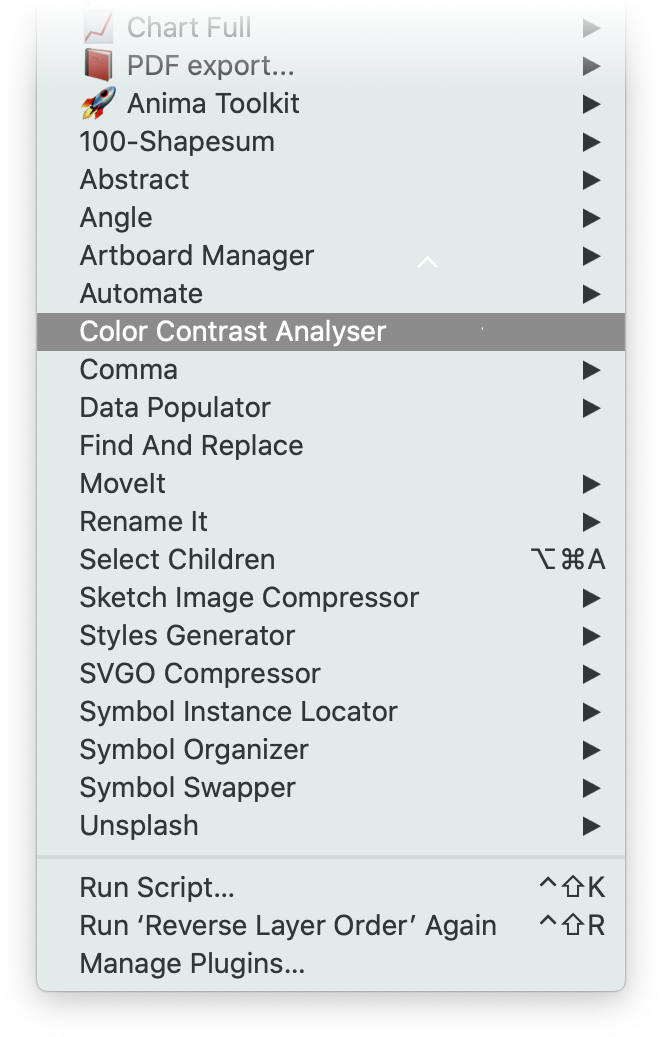 Chart Full
PDF export...
Anima Toolkit
100-Shapesum
Abstract
Angle
Artboard Manager
Automate
Color Contrast Analyser
Comma
Data Populator
Find And Replace
MoveIt
Rename It
Select Children ⌥⌘A
Sketch Image Compressor
Styles Generator
SVGO Compressor
Symbol Instance Locator
Symbol Organizer
Symbol Swapper
Unsplash
Run Script... ^⇧K
Run ‘Reverse Layer Order’ Again ^⇧R
Manage Plugins...